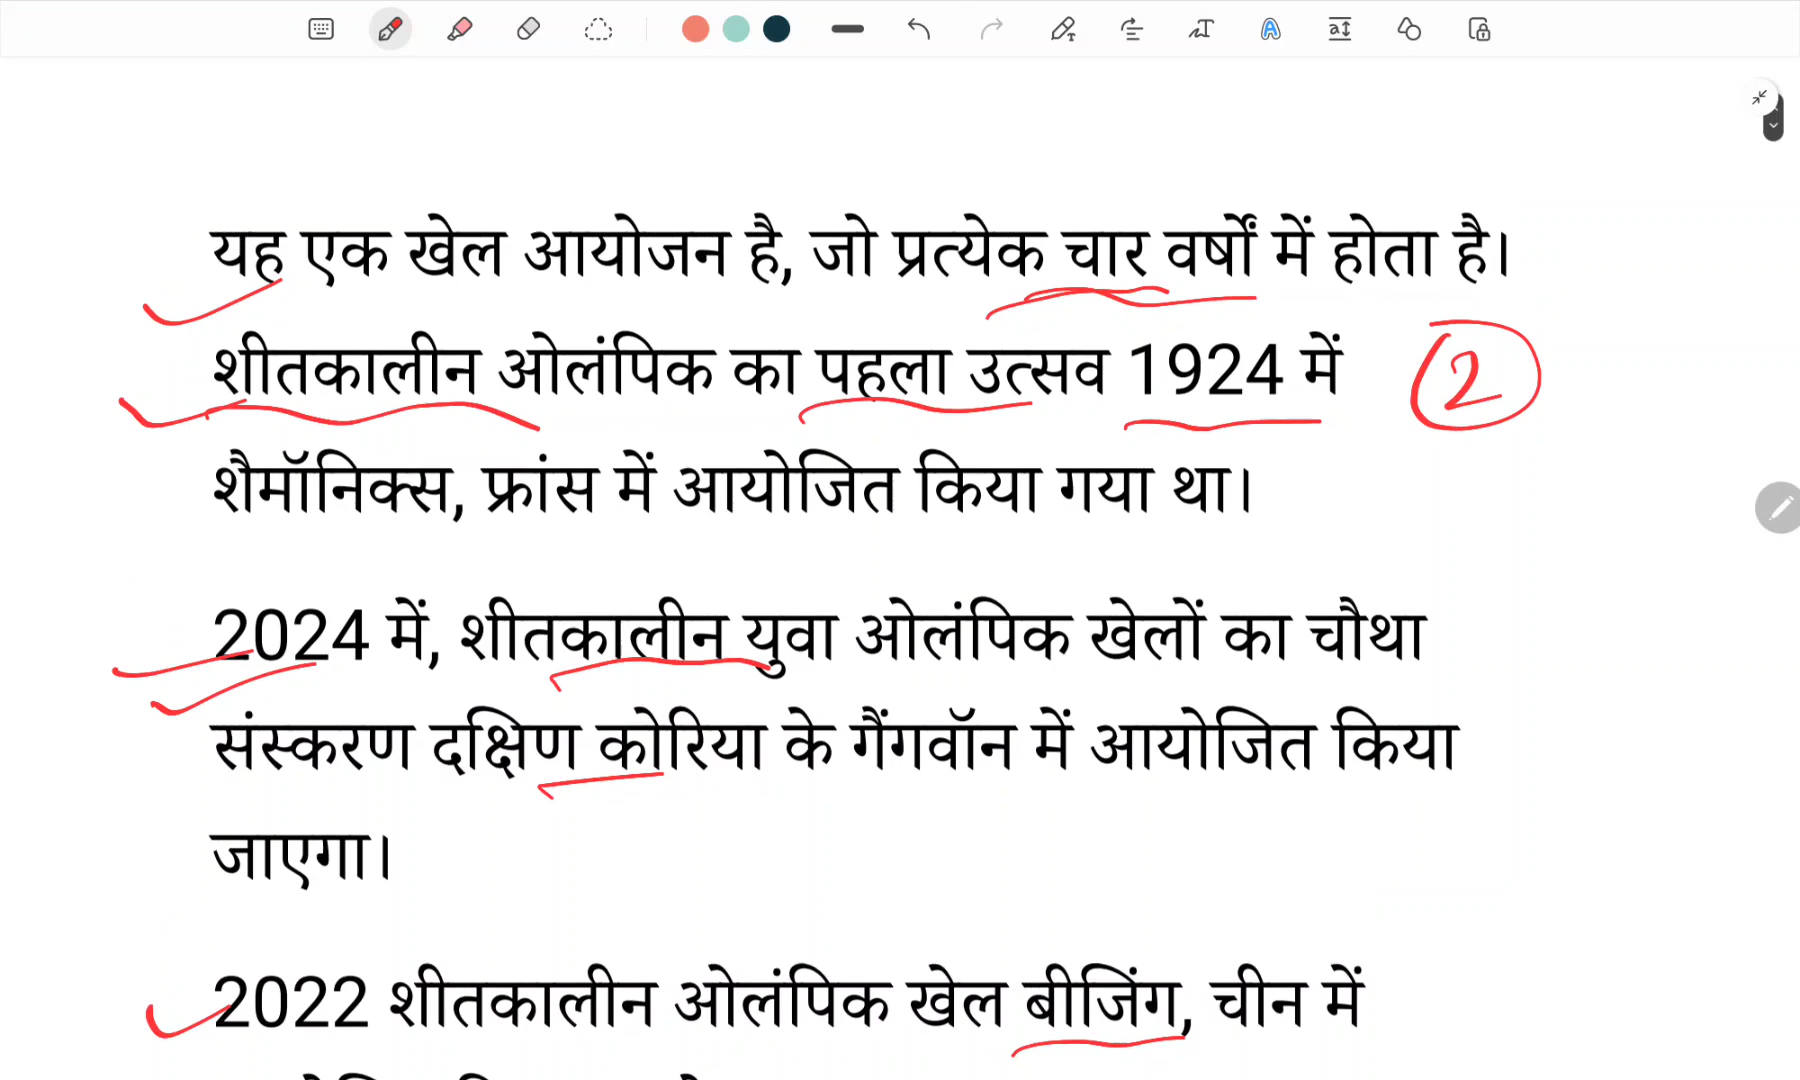 यह एक खेल आयोजन है, जो प्रत्येक चार वर्षों में होता है।
शीतकालीन ओलंपिक का पहला उत्सव 1924 में
2
शैमॉनिक्स, फ्रांस में आयोजित किया गया था।
2024 में, शीतकालीन युवा ओलंपिक खेलों का चौथा
संस्करण दक्षिण कोरिया के गैंगवॉन में आयोजित किया
जाएगा।
2022 शीतकालीन ओलंपिक खेल बीजिंग, चीन में